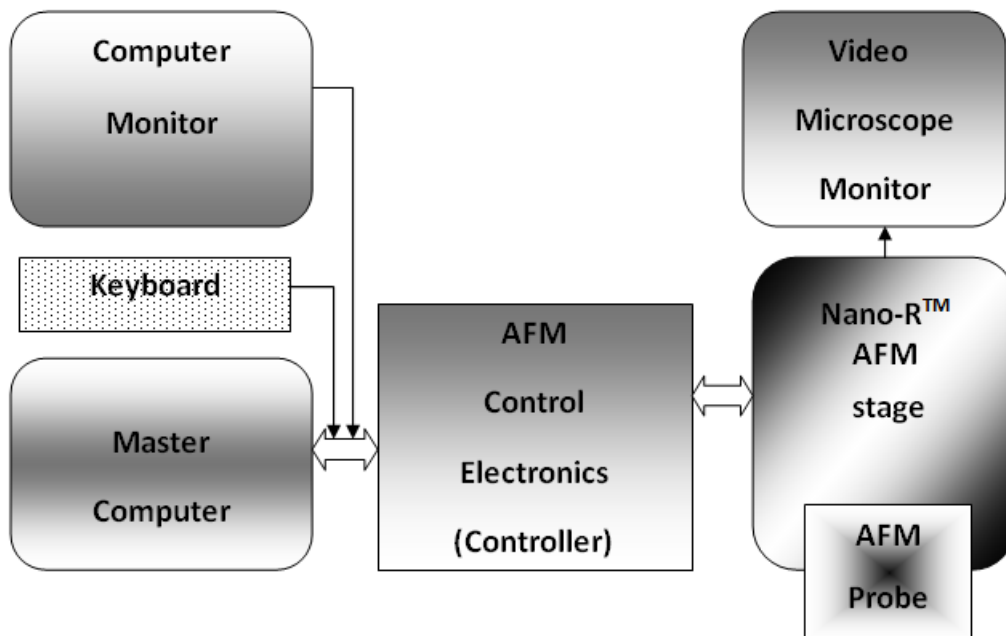 Computer
Monitor
Keyboard
Master
Computer
AFM
Control
Electronics
(Controller)
Video
Microscope
Monitor
Nano-R™
AFM
stage
AFM
Probe